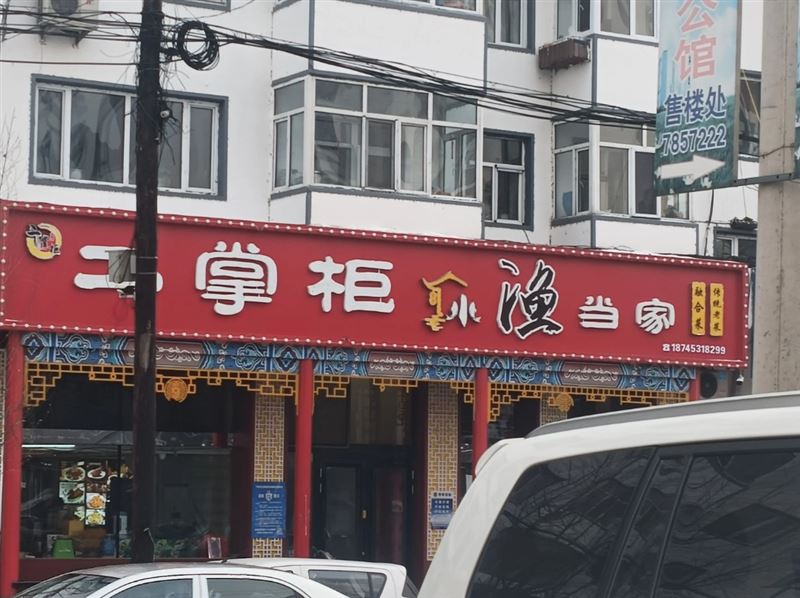 公馆
售楼处
7857222
二掌柜 小渔当家
融合菜
传统老菜
☎18745318299